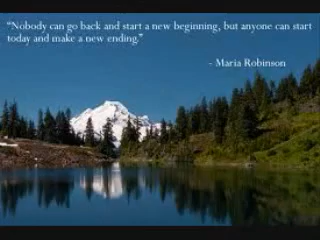 “Nobody can go back and start a new beginning, but anyone can start
today and make a new ending.”
- Maria Robinson